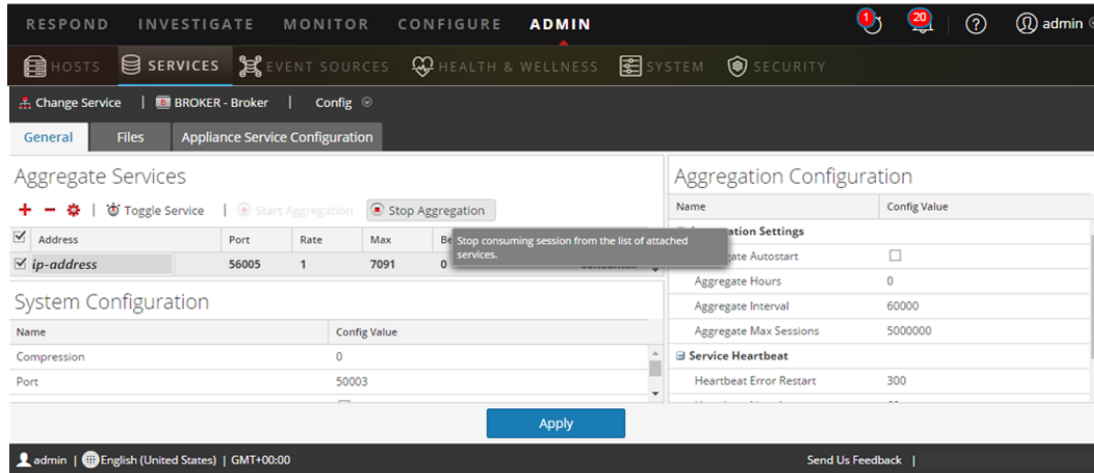 RESPOND INVESTIGATE MONITOR CONFIGURE ADMIN 1 20 ? admin
HOSTS SERVICES EVENT SOURCES HEALTH & WELLNESS SYSTEM SECURITY
Change Service | BROKER - Broker | Config
General Files Appliance Service Configuration
Aggregate Services
Toggle Service | Start Aggregation Stop Aggregation
Address Port Rate Max
Stop consuming session from the list of attached
services.
ip-address 56005 1 7091 0
System Configuration
Name Config Value
Compression 0
Port 50003
Aggregation Configuration
Name Config Value
Settings
Autostart
Aggregate Hours 0
Aggregate Interval 60000
Aggregate Max Sessions 5000000
Service Heartbeat
Heartbeat Error Restart 300
Apply
admin | English (United States) | GMT+00:00 Send Us Feedback |